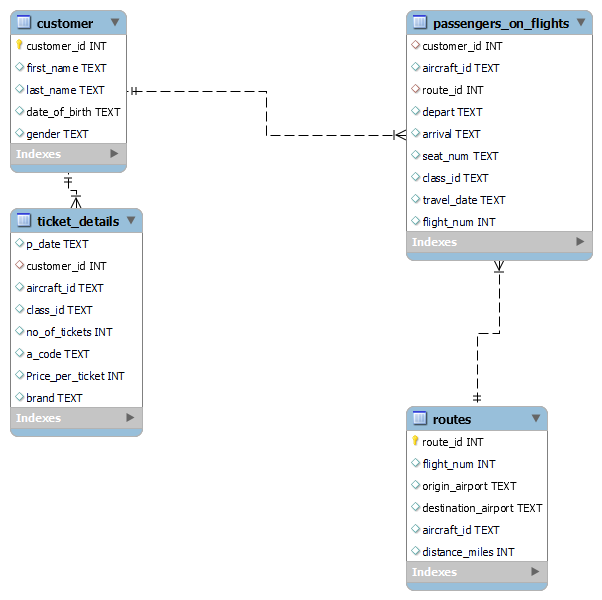 customer
customer_id INT
first_name TEXT
last_name TEXT
date_of_birth TEXT
gender TEXT
Indexes
passengers_on_flights
customer_id INT
aircraft_id TEXT
route_id INT
depart TEXT
arrival TEXT
seat_num TEXT
class_id TEXT
travel_date TEXT
flight_num INT
Indexes
ticket_details
p_date TEXT
customer_id INT
aircraft_id TEXT
class_id TEXT
no_of_tickets INT
a_code TEXT
Price_per_ticket INT
brand TEXT
Indexes
routes
route_id INT
flight_num INT
origin_airport TEXT
destination_airport TEXT
aircraft_id TEXT
distance_miles INT
Indexes